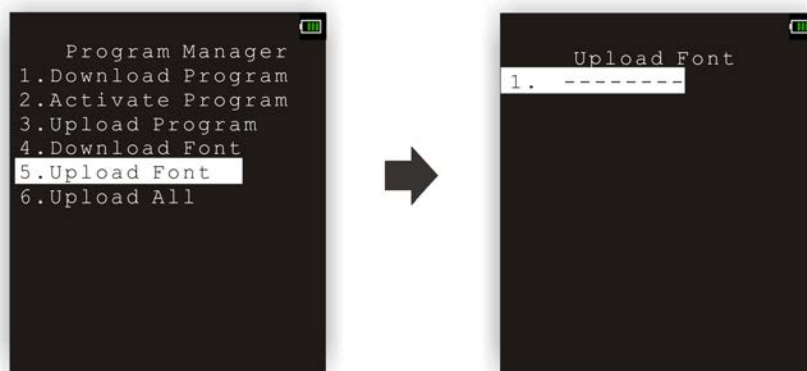 Program Manager
1.Download Program
2.Activate Program
3.Upload Program
4.Download Font
5.Upload Font
6.Upload All
Upload Font
1. --------